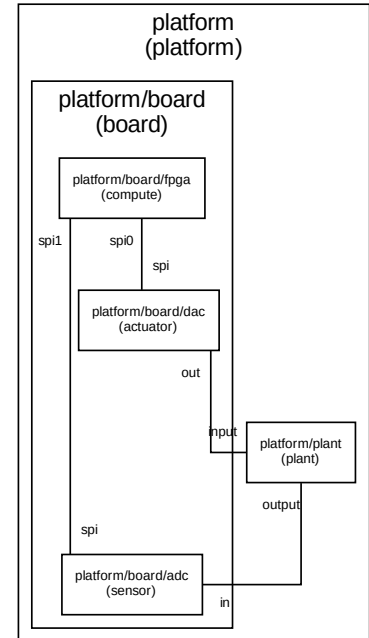 platform
(platform)
platform/board
(board)
platform/board/fpga
(compute)
spi1
spi0
spi
platform/board/dac
(actuator)
out
input
platform/plant
(plant)
output
spi
platform/board/adc
(sensor)
in